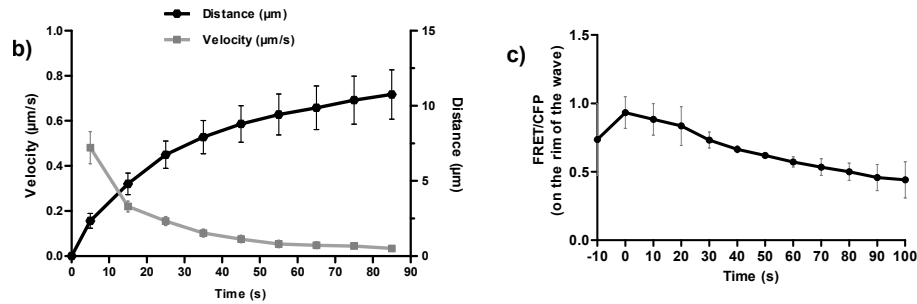 Distance (µm)
Velocity (µm/s)
b)
1.0
0.8
0.6
0.4
0.2
0.0
Velocity (µm/s)
15
10
5
0
Distance (µm)
0 10 20 30 40 50 60 70 80 90
Time (s)
c)
1.5
1.0
0.5
0.0
FRET/CFP
(on the rim of the wave)
-10 0 10 20 30 40 50 60 70 80 90 100
Time (s)